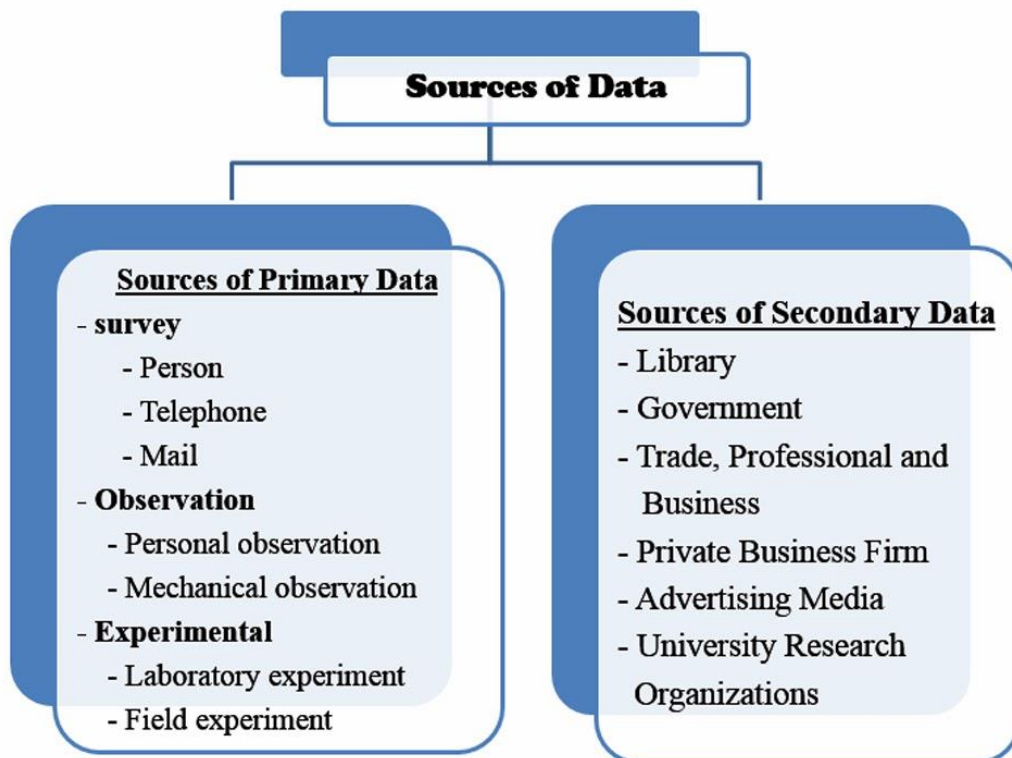 Sources of Data
Sources of Primary Data
- survey
- Person
- Telephone
- Mail
- Observation
- Personal observation
- Mechanical observation
- Experimental
- Laboratory experiment
- Field experiment
Sources of Secondary Data
- Library
- Government
- Trade, Professional and
Business
- Private Business Firm
- Advertising Media
- University Research
Organizations